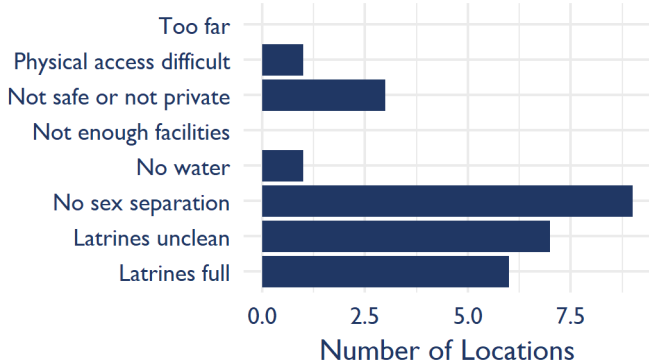 Too far
Physical access difficult
Not safe or not private
Not enough facilities
No water
No sex separation
Latrines unclean
Latrines full
0.0 2.5 5.0 7.5
Number of Locations